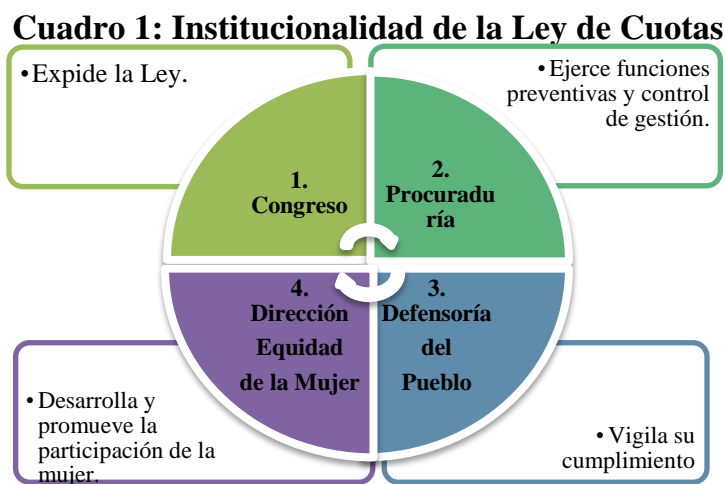 Cuadro 1: Institucionalidad de la Ley de Cuotas
•Expide la Ley.
•Ejerce funciones
preventivas y control
de gestión.
1.
Congreso
2.
Procuradu
ría
4.
Dirección
Equidad
de la Mujer
3.
Defensoría
del
Pueblo
•Desarrolla y
promueve la
participación de la
mujer.
•Vigila su
cumplimiento